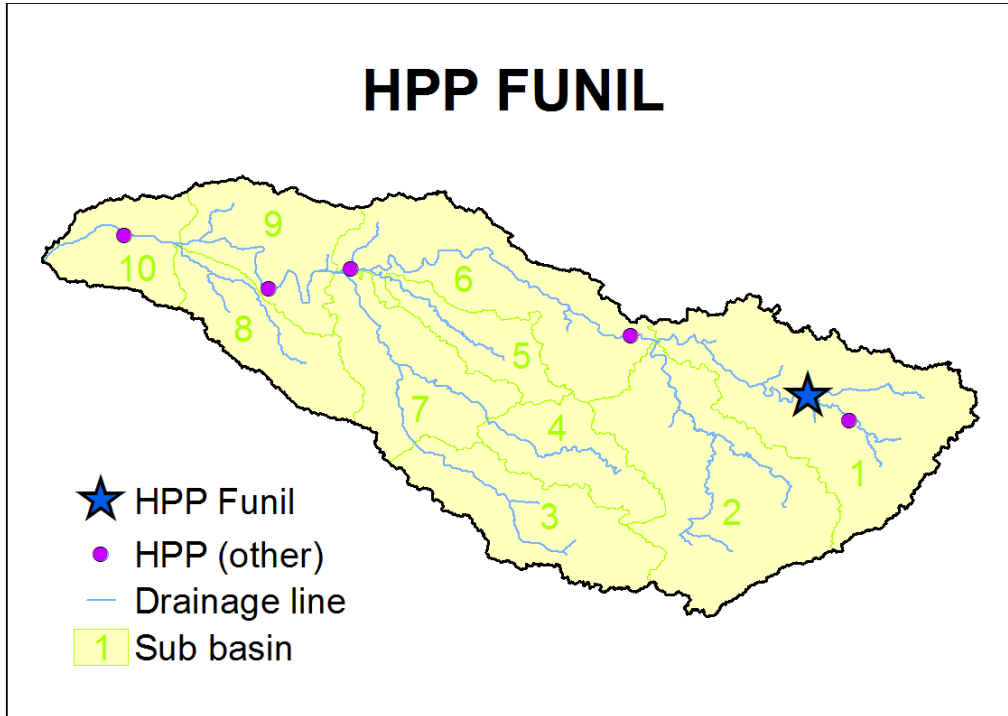 HPP FUNIL
9
10
6
8
5
7
4
1
3
2
HPP Funil
HPP (other)
Drainage line
1 Sub basin